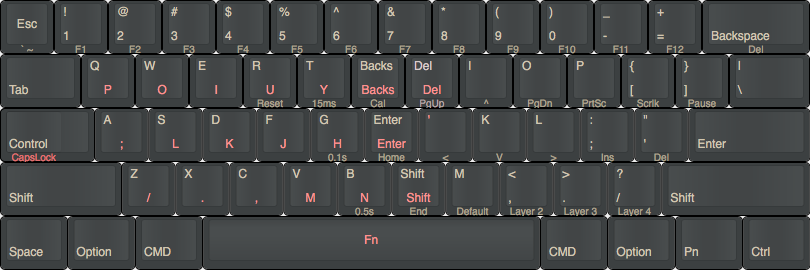 Esc ! @ # $ % ^ & * ( ) _ +
1 2 3 4 5 6 7 8 9 0 - = Backspace
` ~ F1 F2 F3 F4 F5 F6 F7 F8 F9 F10 F11 F12 Del
Q W E R T Backs Del I O P { } |
Tab P O I U Y Backs Del [ ] \
Reset 15ms Cal PgUp ^ PgDn PrtSc Scrlk Pause
A S D F G Enter ' K L : "
Control ; L K J H Enter ; ' Enter
CapsLock 0.1s Home < V > Ins Del
Z X C V B Shift M < > ?
Shift / . , M N Shift , . / Shift
0.5s End Default Layer 2 Layer 3 Layer 4
Fn
Space Option CMD CMD Option Pn Ctrl